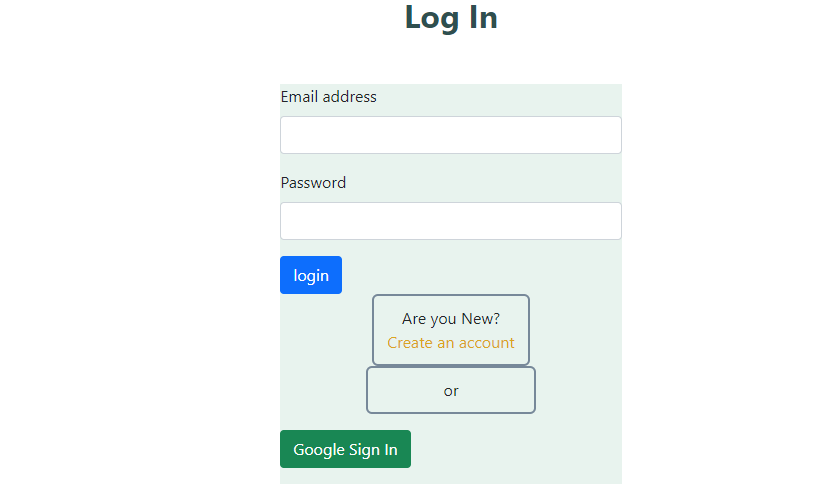 Log In
Email address
Password
login
Are you New?
Create an account
or
Google Sign In